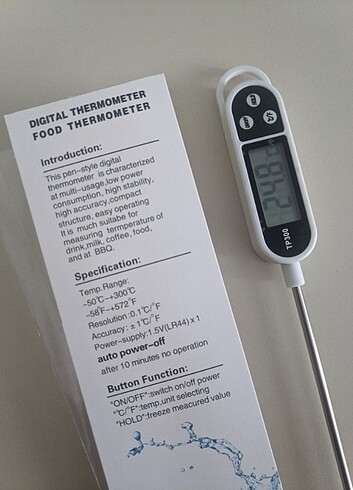 DIGITAL THERMOMETER
FOOD THERMOMETER
Introduction:
This pen-style digital
thermometer is characterized
at multi-usage,low power
consumption, high stability,
high accuracy,compact
structure, easy operating
It is much suitabe for
measuring termperature of
drink,milk, coffee, food,
and at BBQ.
Specification:
Temp.Range:
-50℃-+300℃
-58℉-+572℉
Resolution :0.1℃/℉
Accuracy: ± 1℃/℉
Power-supply:1.5V(LR44) x 1
auto power-off
after 10 minutes no operation
Button Function:
"ON/OFF":switch on/off power
"℃/℉":temp,unit selecting
"HOLD":freeze meacured value
TP300